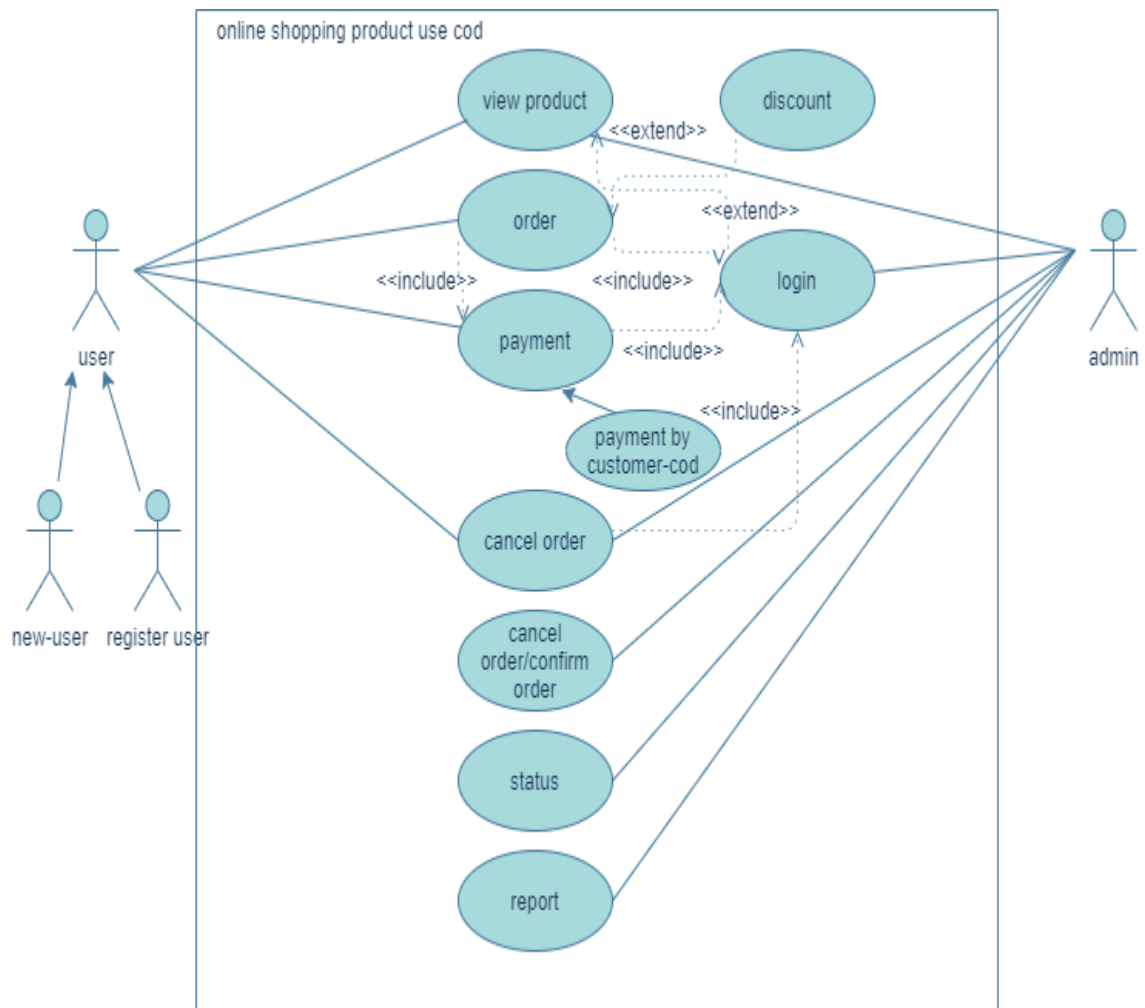 online shopping product use cod
view product
discount
<<extend>>
order
<<extend>>
<<include>>
<<include>>
login
payment
<<include>>
user
admin
<<include>>
payment by
customer-cod
cancel order
new-user
register user
cancel
order/confirm
order
status
report